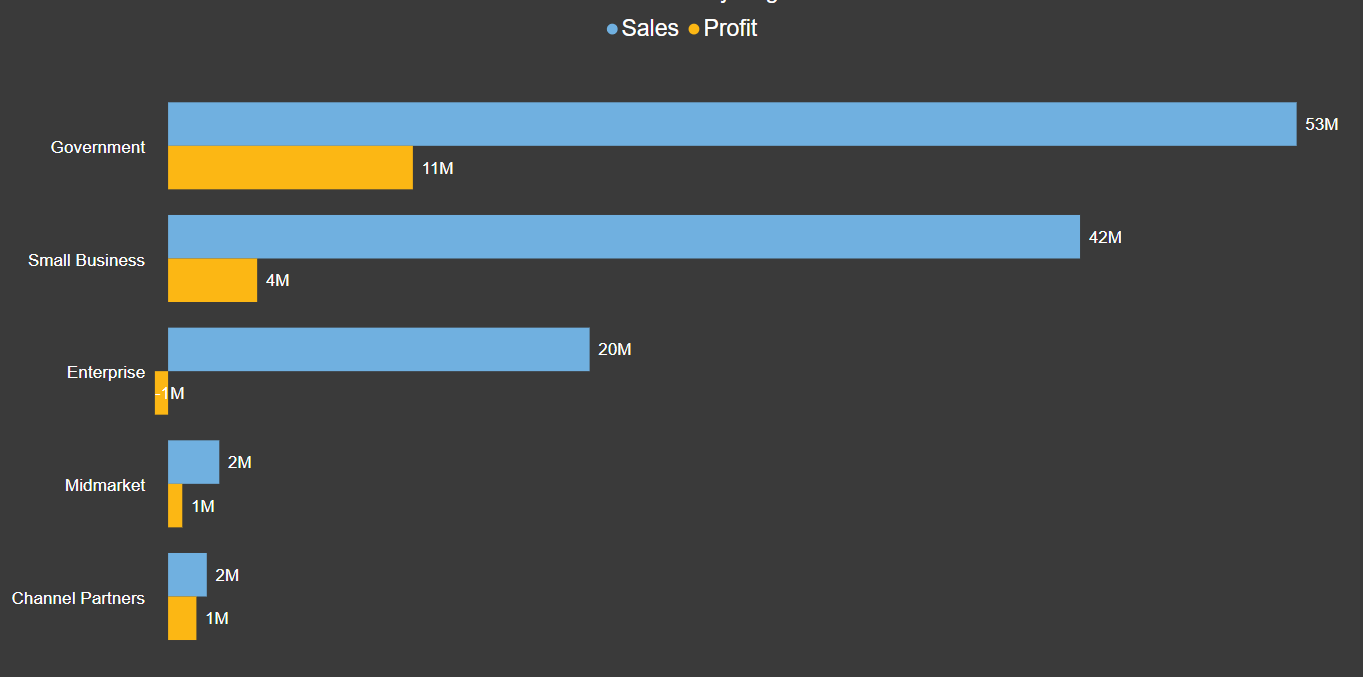 Sales Profit
Government
53M
11M
Small Business
42M
4M
Enterprise
20M
-1M
Midmarket
2M
1M
Channel Partners
2M
1M